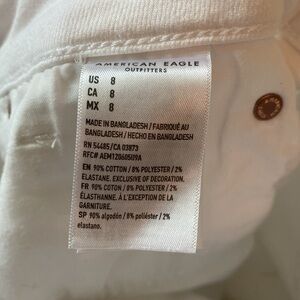 AMERICAN EAGLE
OUTFITTERS
US 8
CA 8
MX 8
MADE IN BANGLADESH / FABRIQUÉ AU
BANGLADESH / HECHO EN BANGLADESH
RN 54485/CA 03873
RFC# AEM1206050I9A
EN 90% COTTON / 8% POLYESTER / 2%
ELASTANE. EXCLUSIVE OF DECORATION.
FR 90% COTON / 8% POLYESTER / 2%
ÉLASTHANNE. À L'EXCEPTION DE LA
GARNITURE.
SP 90% algodón / 8% poliéster / 2%
elastano.